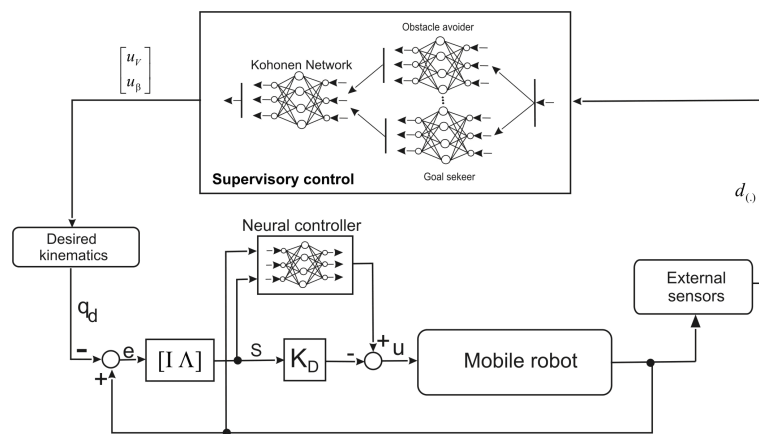 Obstacle avoider
Kohonen Network
u_V
u_β
Goal sekeer
Supervisory control
d_(.)
Neural controller
Desired
kinematics
External
sensors
q_d
- e [I Λ] S K_D - + u Mobile robot
+